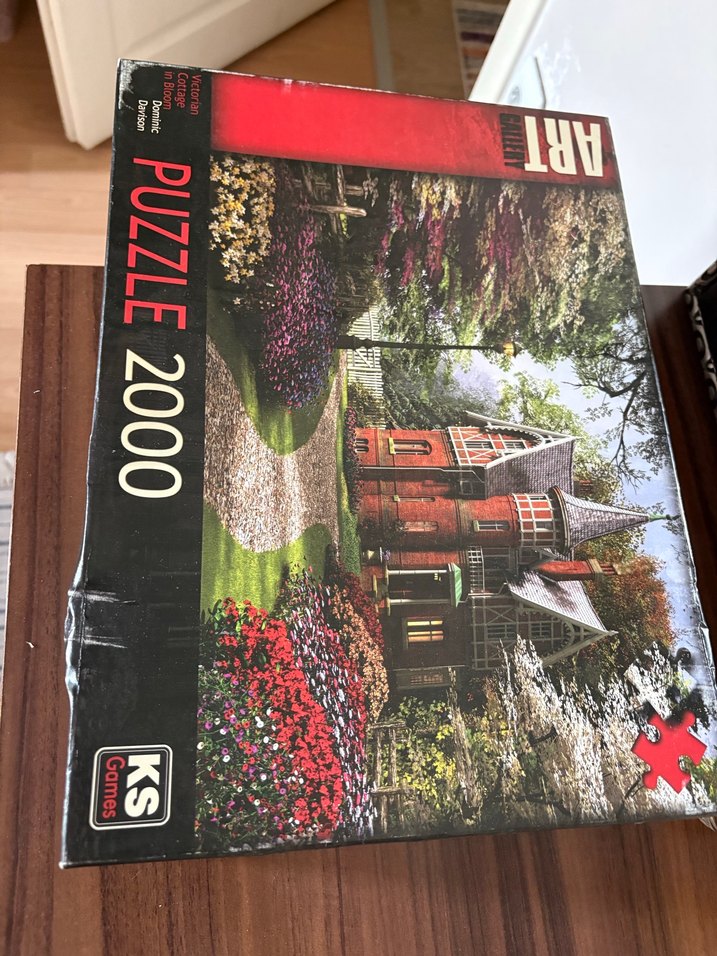 ART
GALLERY
Victorian
Cottage
in Bloom
Dominic
Davison
PUZZLE 2000
KS
Games